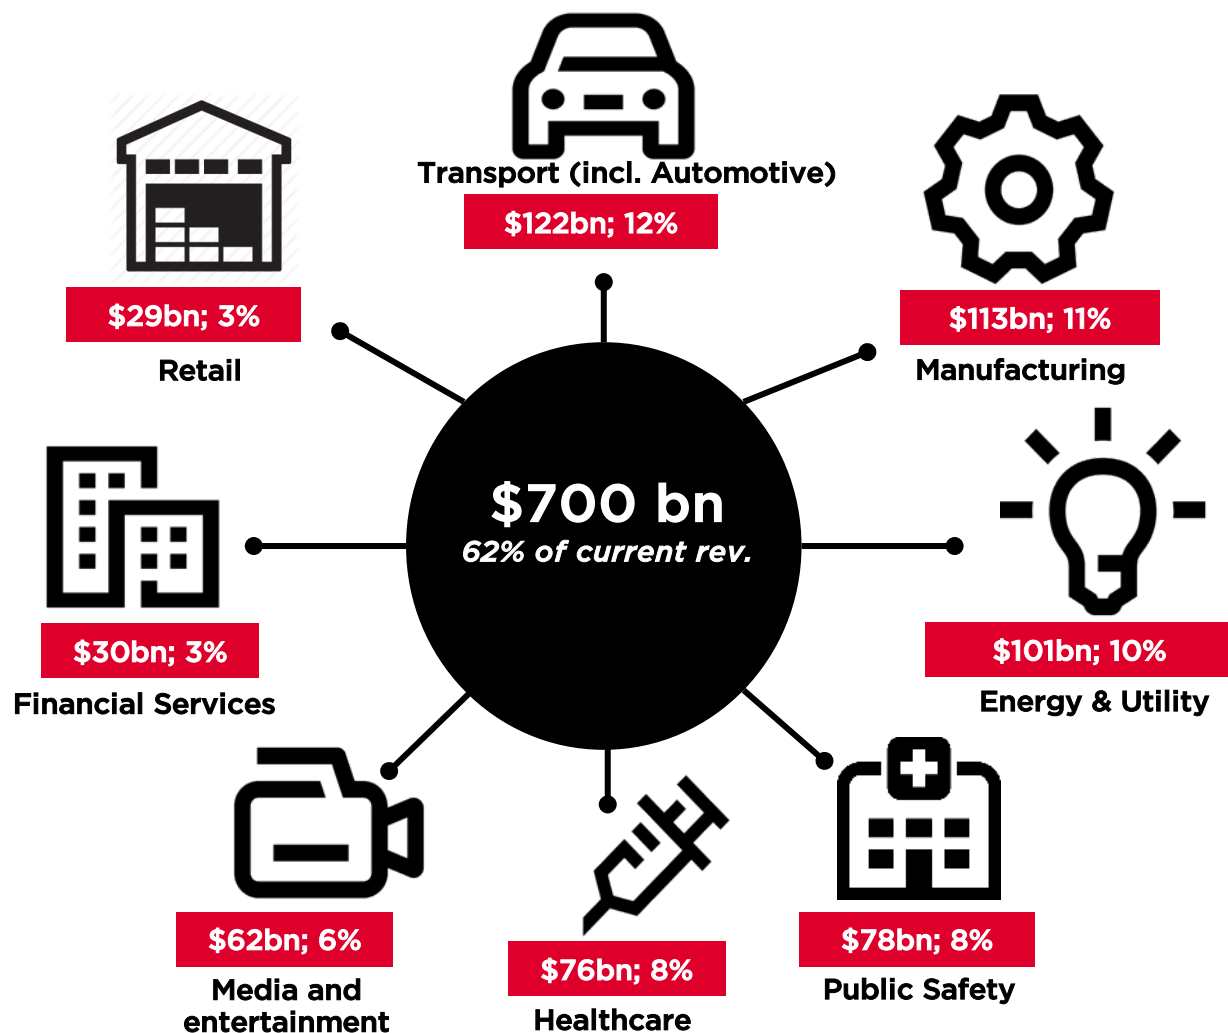 Transport (incl. Automotive)
$122bn; 12%
$29bn; 3%
Retail
$113bn; 11%
Manufacturing
$700 bn
62% of current rev.
$30bn; 3%
Financial Services
$101bn; 10%
Energy & Utility
$62bn; 6%
Media and
entertainment
$76bn; 8%
Healthcare
$78bn; 8%
Public Safety